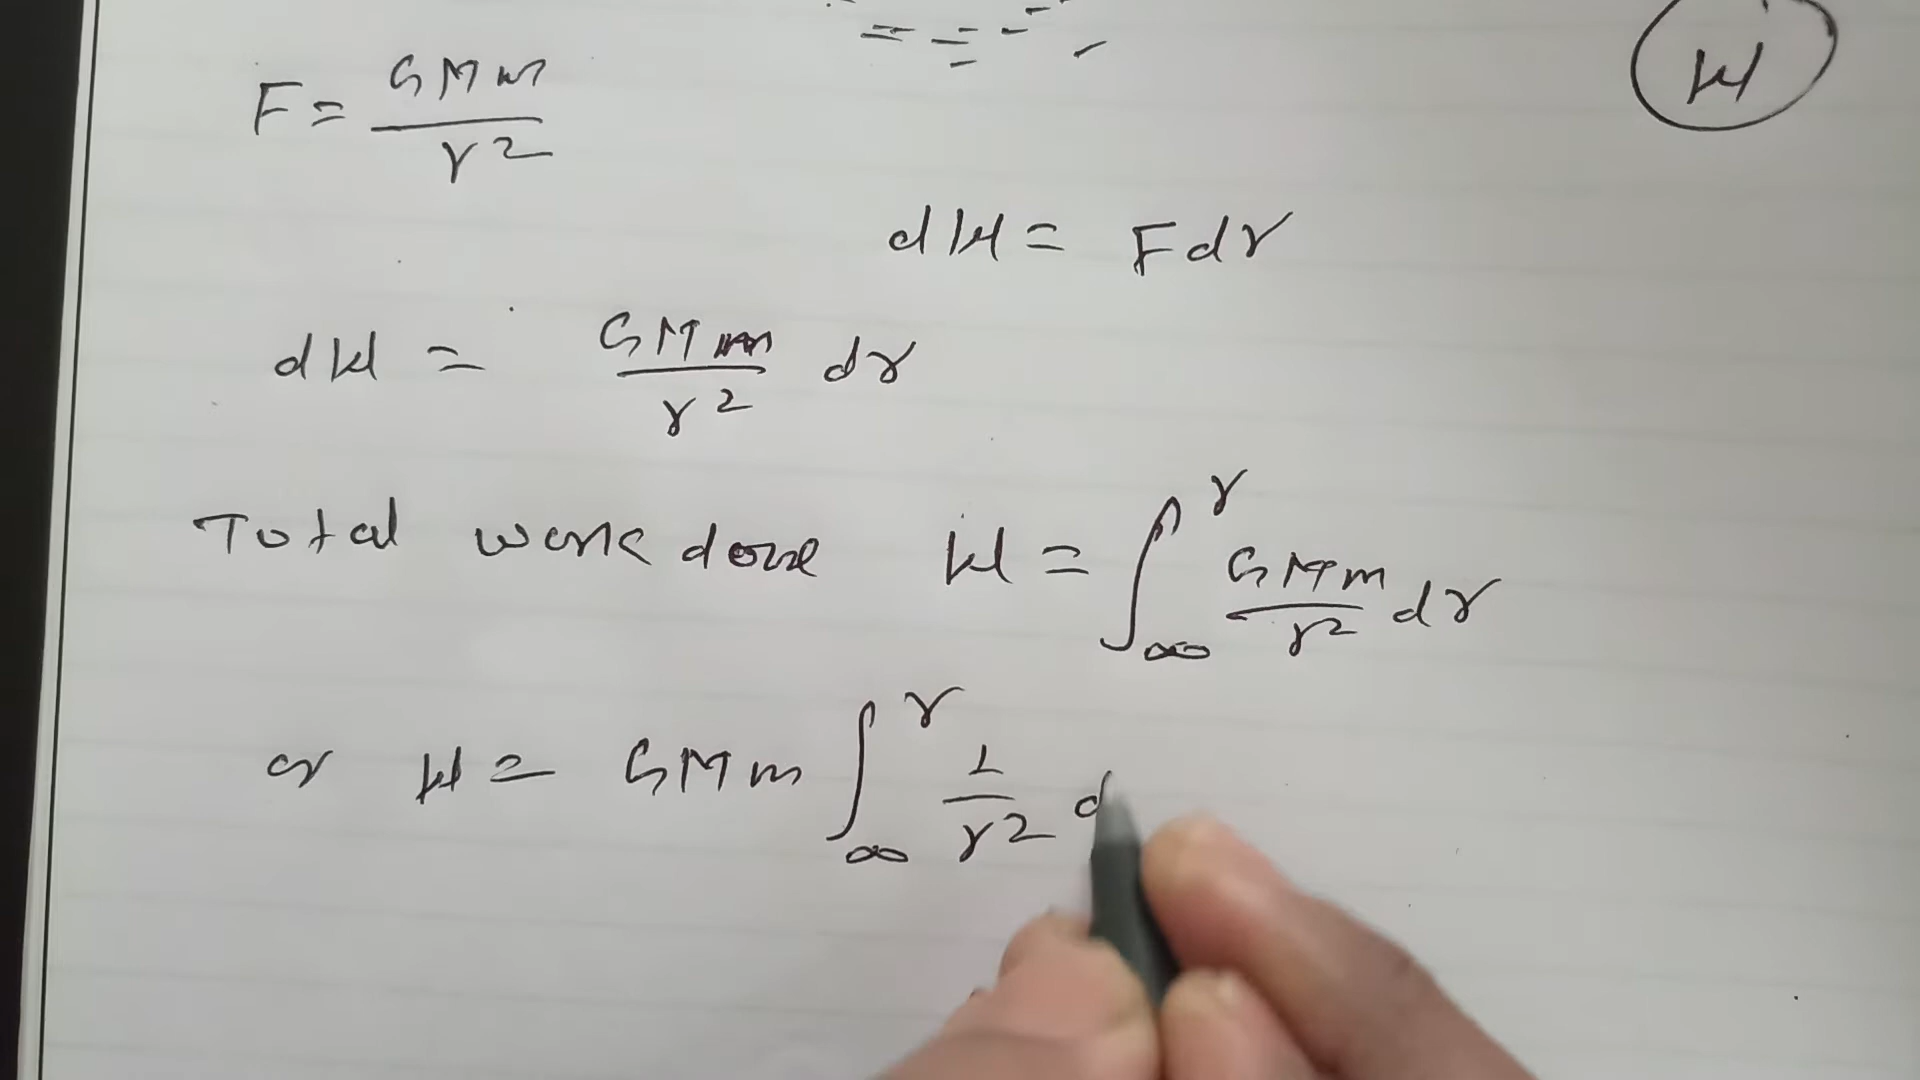 W
F = GMm / r²
dW = F dr
dW = GMm / r² dr
Total work done W = ∫_∞^r GMm / r² dr
or W = GMm ∫_∞^r 1 / r² d